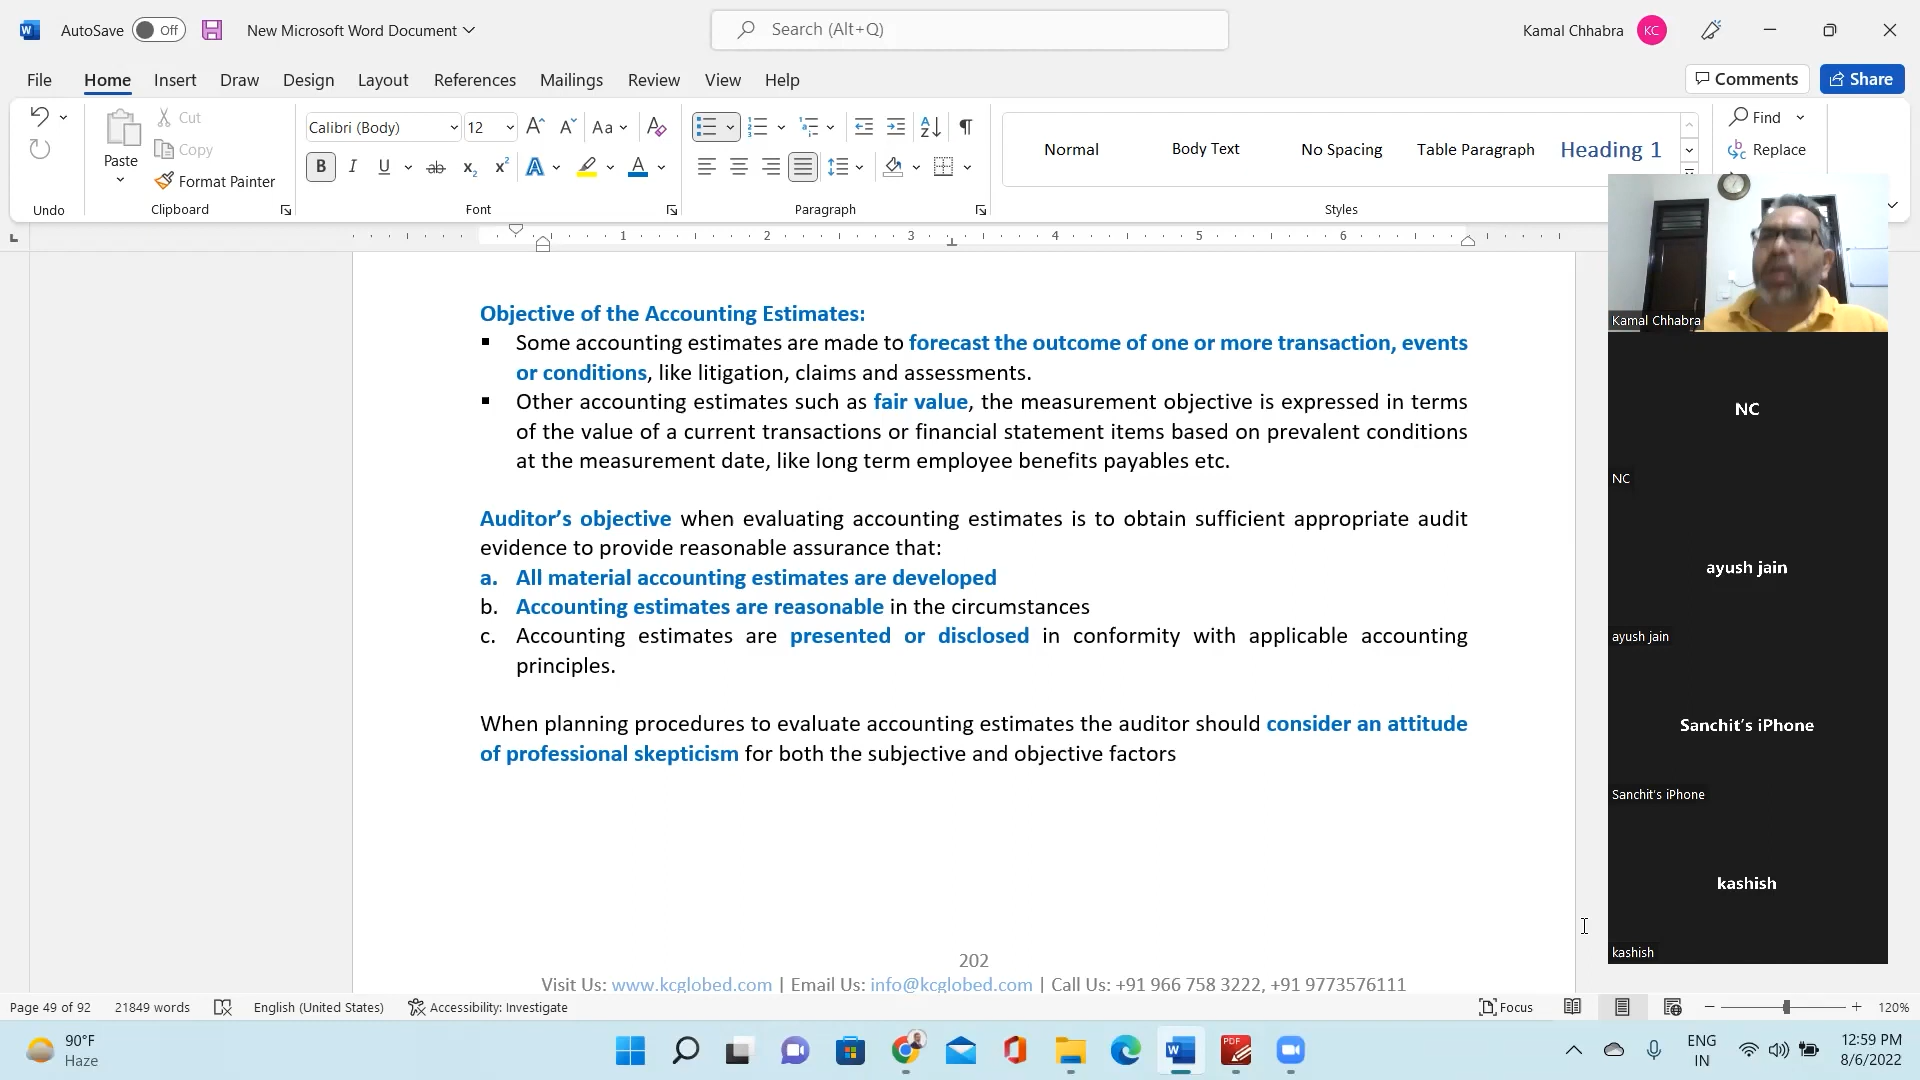 AutoSave Off New Microsoft Word Document Search (Alt+Q) Kamal Chhabra KC
File Home Insert Draw Design Layout References Mailings Review View Help Comments Share
Calibri (Body) 12 Aa
Paste Cut Copy Format Painter
B I U ab x₂ x² A A
Normal Body Text No Spacing Table Paragraph Heading 1
Find
Replace
Undo Clipboard Font Paragraph Styles
1 2 3 4 5 6
Objective of the Accounting Estimates:
▪ Some accounting estimates are made to forecast the outcome of one or more transaction, events
or conditions, like litigation, claims and assessments.
▪ Other accounting estimates such as fair value, the measurement objective is expressed in terms
of the value of a current transactions or financial statement items based on prevalent conditions
at the measurement date, like long term employee benefits payables etc.
Auditor’s objective when evaluating accounting estimates is to obtain sufficient appropriate audit
evidence to provide reasonable assurance that:
a. All material accounting estimates are developed
b. Accounting estimates are reasonable in the circumstances
c. Accounting estimates are presented or disclosed in conformity with applicable accounting
principles.
When planning procedures to evaluate accounting estimates the auditor should consider an attitude
of professional skepticism for both the subjective and objective factors
202
Visit Us: www.kcglobed.com | Email Us: info@kcglobed.com | Call Us: +91 966 758 3222, +91 9773576111
Kamal Chhabra
NC
NC
ayush jain
ayush jain
Sanchit’s iPhone
Sanchit's iPhone
kashish
kashish
Page 49 of 92 21849 words English (United States) Accessibility: Investigate Focus 120%
90°F
Haze
PDF
ENG
IN
12:59 PM
8/6/2022